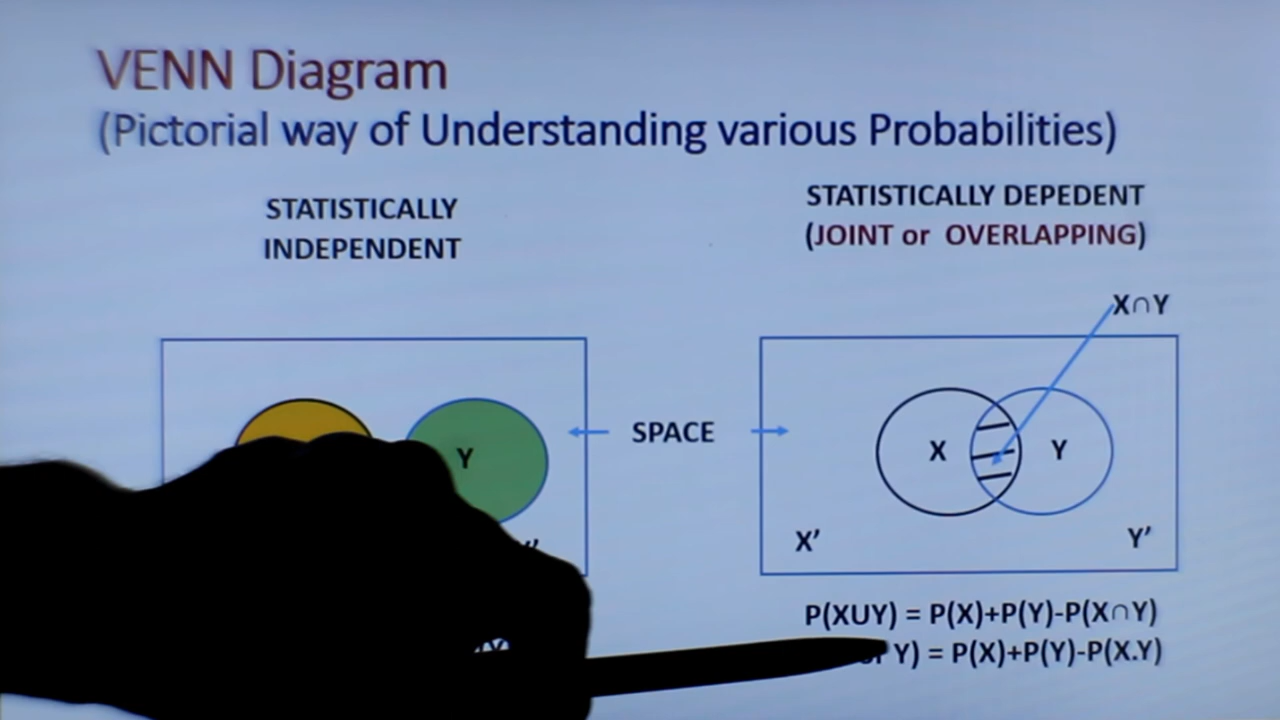 VENN Diagram
(Pictorial way of Understanding various Probabilities)
STATISTICALLY
INDEPENDENT
STATISTICALLY DEPEDENT
(JOINT or OVERLAPPING)
X∩Y
Y
SPACE
X
Y
X’
Y’
P(XUY) = P(X)+P(Y)-P(X∩Y)
Y) = P(X)+P(Y)-P(X.Y)